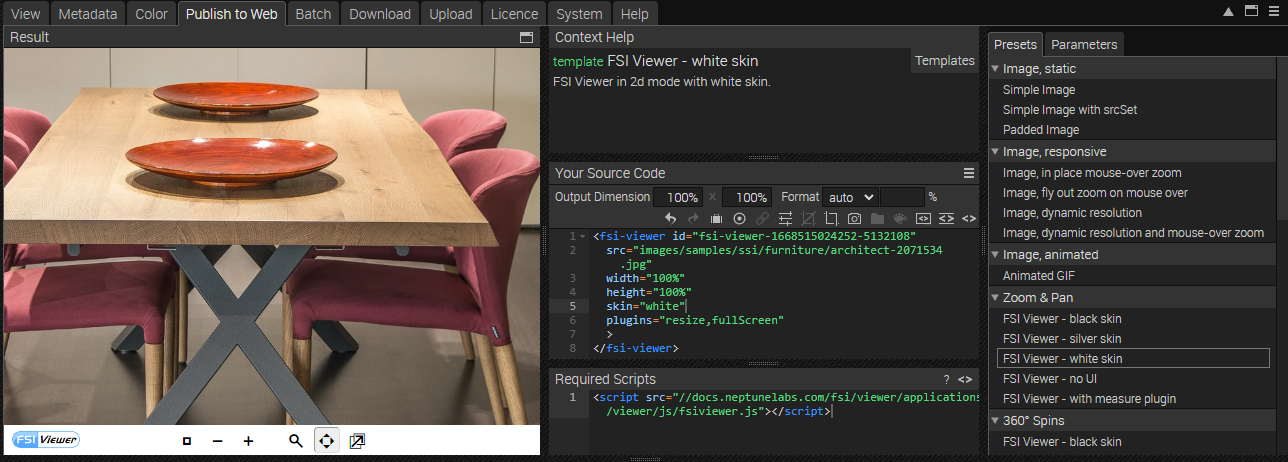 View Metadata Color Publish to Web Batch Download Upload Licence System Help
Result
FSI Viewer
Context Help
template FSI Viewer - white skin
Templates
FSI Viewer in 2d mode with white skin.
Your Source Code
Output Dimension 100% x 100% Format auto %
1 <fsi-viewer id="fsi-viewer-1668515024252-5132108"
2 src="images/samples/ssi/furniture/architect-2071534
.jpg"
3 width="100%"
4 height="100%"
5 skin="white"
6 plugins="resize,fullScreen"
7 >
8 </fsi-viewer>
Required Scripts ?
1 <script src="//docs.neptunelabs.com/fsi/viewer/applications
/viewer/js/fsiviewer.js"></script>
Presets Parameters
Image, static
Simple Image
Simple Image with srcSet
Padded Image
Image, responsive
Image, in place mouse-over zoom
Image, fly out zoom on mouse over
Image, dynamic resolution
Image, dynamic resolution and mouse-over zoom
Image, animated
Animated GIF
Zoom & Pan
FSI Viewer - black skin
FSI Viewer - silver skin
FSI Viewer - white skin
FSI Viewer - no UI
FSI Viewer - with measure plugin
360° Spins
FSI Viewer - black skin